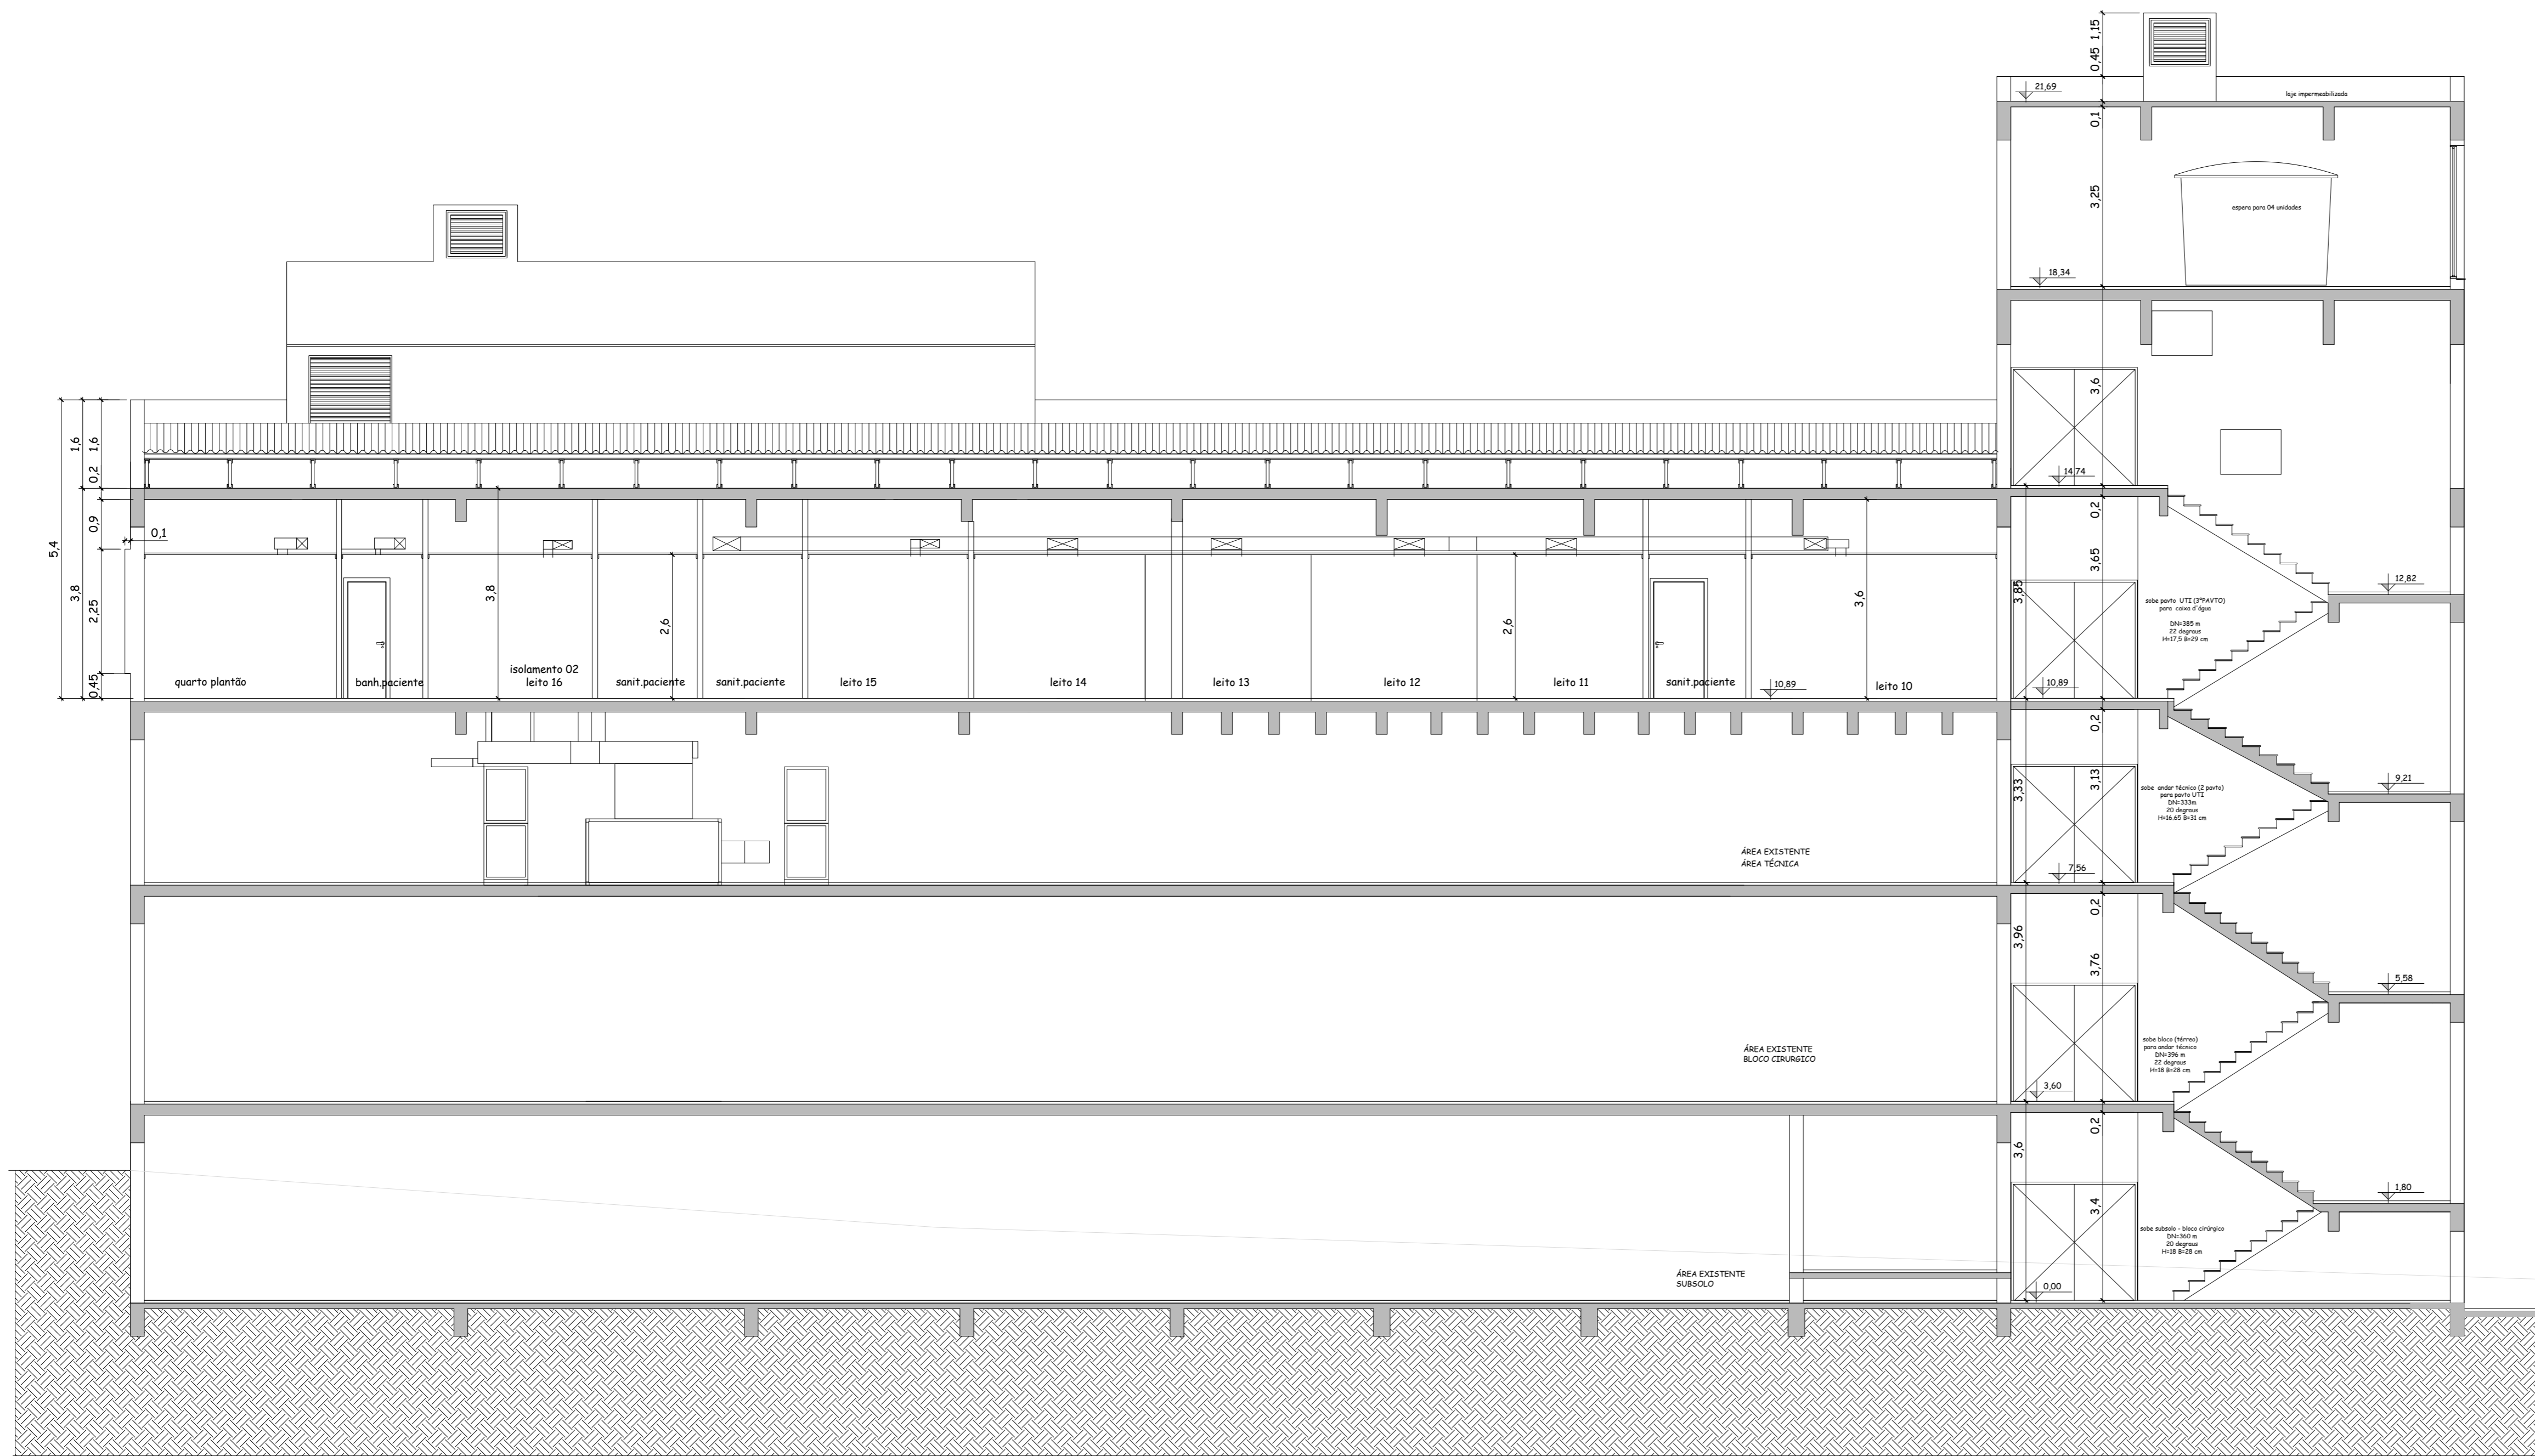 1,15
0,45
21,69
laje impermeabilizada
0,1
3,25
espera para 04 unidades
18,34
3,6
14,74
1,6
1,6
0,2
0,9
0,1
5,4
3,8
2,25
0,45
3,8
2,6
2,6
3,6
quarto plantão
banh.paciente
isolamento 02
leito 16
sanit.paciente
sanit.paciente
leito 15
leito 14
leito 13
leito 12
leito 11
sanit.paciente
10,89
leito 10
10,89
0,2
3,65
3,85
12,82
sobe pavto UTI (3ºPAVTO)
para caixa d'água
DN=385 m
22 degraus
H=17,5 B=29 cm
0,2
3,33
3,13
9,21
sobe andar técnico (2 pavto)
para pavto UTI
DN=333m
20 degraus
H=16,65 B=31 cm
ÁREA EXISTENTE
ÁREA TÉCNICA
7,56
0,2
3,96
3,76
5,58
sobe bloco (térreo)
para andar técnico
DN=396 m
22 degraus
H=18 B=28 cm
ÁREA EXISTENTE
BLOCO CIRURGICO
3,60
0,2
3,6
3,4
1,80
sobe subsolo - bloco cirúrgico
DN=360 m
20 degraus
H=18 B=28 cm
ÁREA EXISTENTE
SUBSOLO
0,00